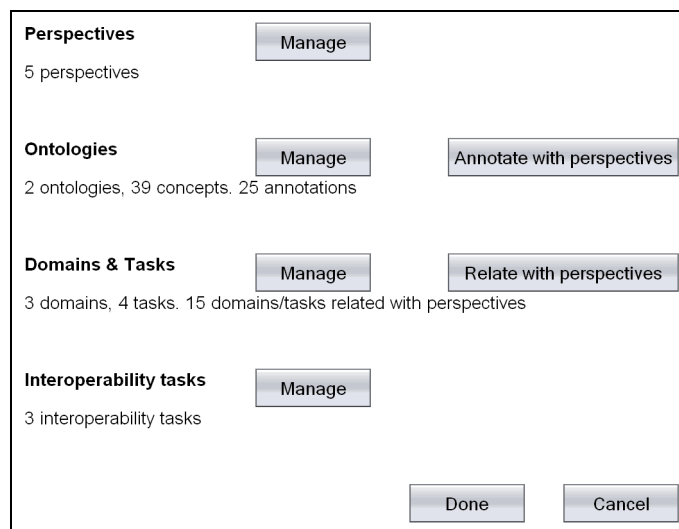 Perspectives
Manage
5 perspectives
Ontologies
Manage
Annotate with perspectives
2 ontologies, 39 concepts. 25 annotations
Domains & Tasks
Manage
Relate with perspectives
3 domains, 4 tasks. 15 domains/tasks related with perspectives
Interoperability tasks
Manage
3 interoperability tasks
Done
Cancel